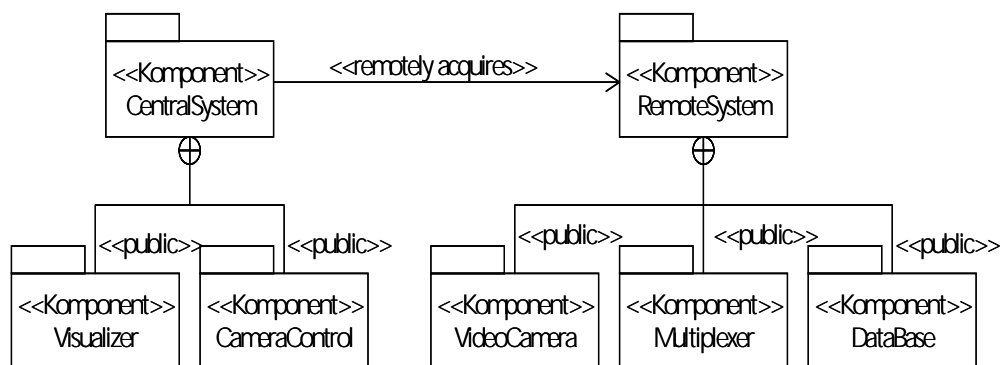 <<Komponent>>
CentralSystem
<<remotely acquires>>
<<Komponent>>
RemoteSystem
<<public>>
<<public>>
<<public>>
<<public>>
<<public>>
<<Komponent>>
Visualizer
<<Komponent>>
CameraControl
<<Komponent>>
VideoCamera
<<Komponent>>
Multiplexer
<<Komponent>>
DataBase